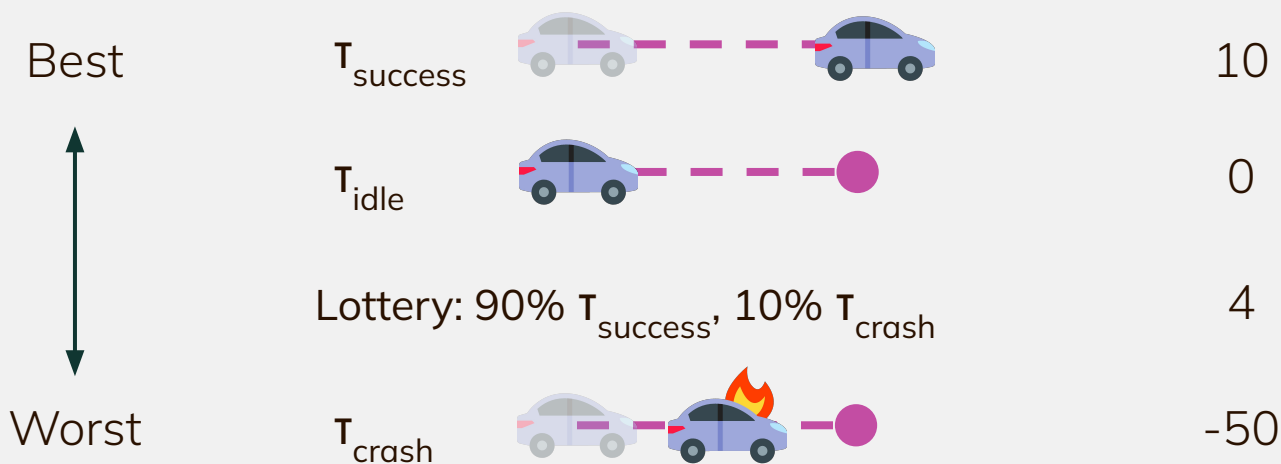 Best τsuccess 10
τidle 0
Lottery: 90% τsuccess, 10% τcrash 4
Worst τcrash -50